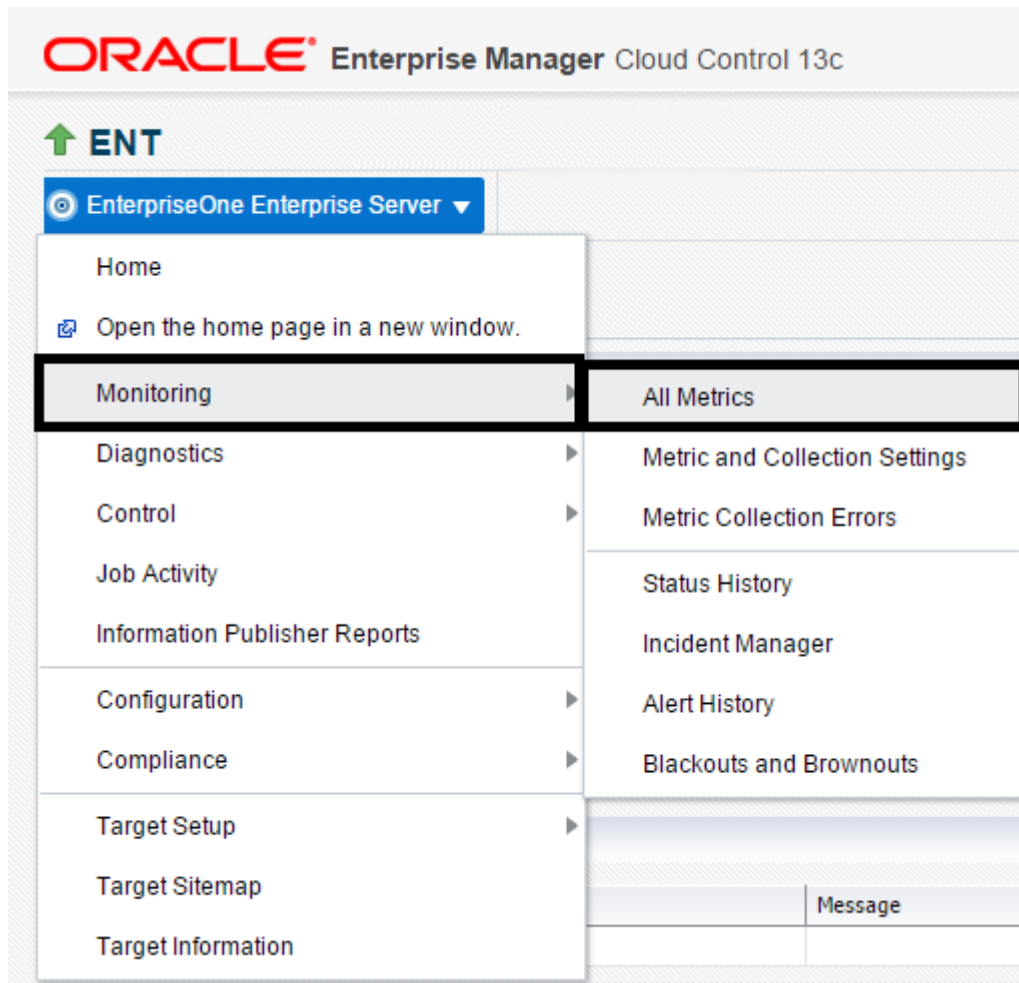 ORACLE Enterprise Manager Cloud Control 13c
ENT
EnterpriseOne Enterprise Server
Home
Open the home page in a new window.
Monitoring
Diagnostics
Control
Job Activity
Information Publisher Reports
Configuration
Compliance
Target Setup
Target Sitemap
Target Information
All Metrics
Metric and Collection Settings
Metric Collection Errors
Status History
Incident Manager
Alert History
Blackouts and Brownouts
Message